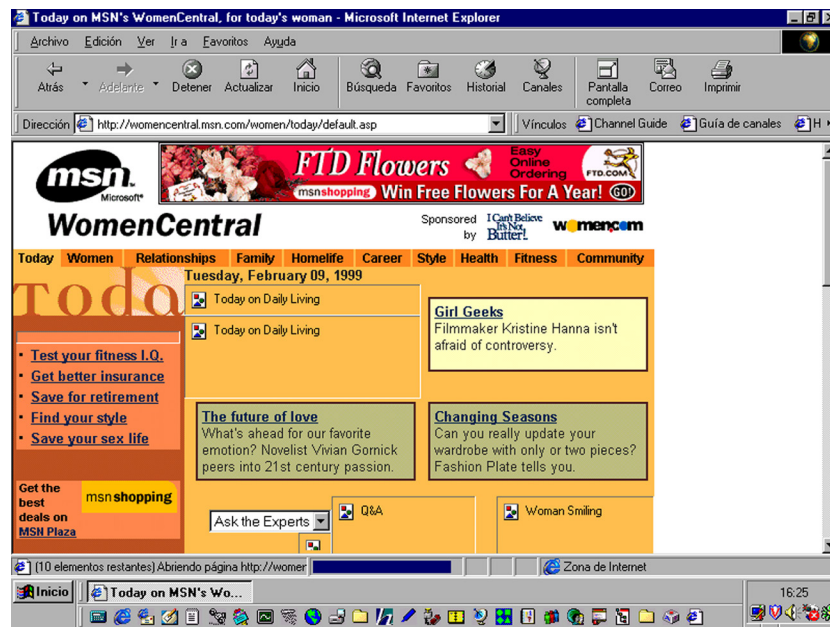 Today on MSN's WomenCentral, for today's woman - Microsoft Internet Explorer
Archivo Edición Ver Ir a Favoritos Ayuda
Atrás Adelante Detener Actualizar Inicio Búsqueda Favoritos Historial Canales Pantalla completa Correo Imprimir
Dirección http://womencentral.msn.com/women/today/default.asp Vínculos Channel Guide Guía de canales H
msn.
Microsoft®
FTD Flowers
Easy
Online
Ordering
FTD.COM
msnshopping Win Free Flowers For A Year! GO
WomenCentral
Sponsored by
I Can't Believe
It's Not
Butter!
women.com
Today Women Relationships Family Homelife Career Style Health Fitness Community
Today
Tuesday, February 09, 1999
Today on Daily Living
Today on Daily Living
Girl Geeks
Filmmaker Kristine Hanna isn't
afraid of controversy.
Test your fitness I.Q.
Get better insurance
Save for retirement
Find your style
Save your sex life
The future of love
What's ahead for our favorite
emotion? Novelist Vivian Gornick
peers into 21st century passion.
Changing Seasons
Can you really update your
wardrobe with only or two pieces?
Fashion Plate tells you.
Get the
best
deals on
MSN Plaza
msn shopping
Ask the Experts
Q&A
Woman Smiling
(10 elementos restantes) Abriendo página http://womer
Zona de Internet
Inicio
Today on MSN's Wo...
16:25